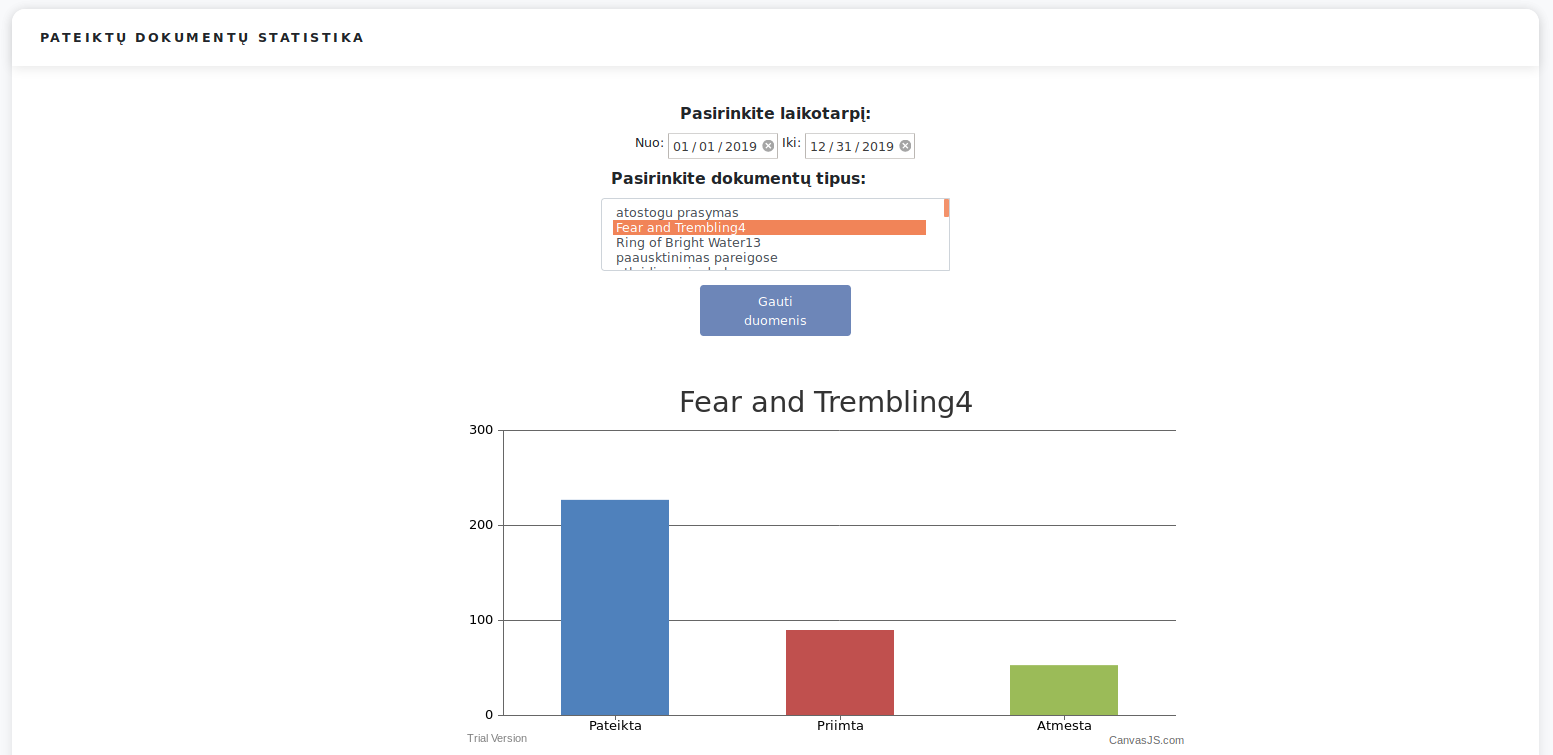 PATEIKTŲ DOKUMENTŲ STATISTIKA
Pasirinkite laikotarpį:
Nuo: 01/01/2019 Iki: 12/31/2019
Pasirinkite dokumentų tipus:
atostogu prasymas
Fear and Trembling4
Ring of Bright Water13
paausktinimas pareigose
Gauti
duomenis
Fear and Trembling4
300
200
100
0
Pateikta Priimta Atmesta
Trial Version CanvasJS.com